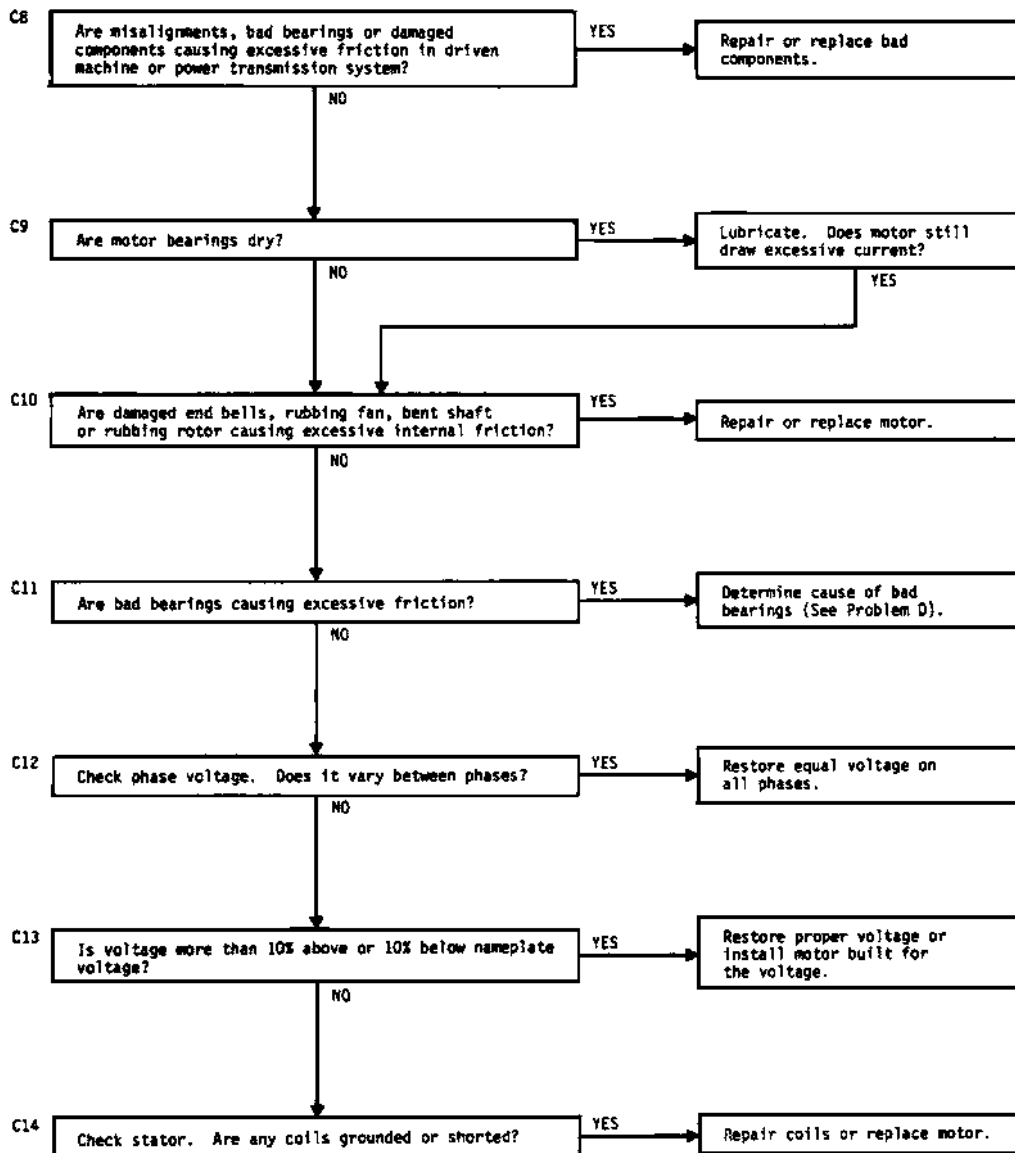 C8
Are misalignments, bad bearings or damaged
components causing excessive friction in driven
machine or power transmission system?
YES
Repair or replace bad
components.
NO
C9
Are motor bearings dry?
YES
Lubricate. Does motor still
draw excessive current?
NO
YES
C10
Are damaged end bells, rubbing fan, bent shaft
or rubbing rotor causing excessive internal friction?
YES
Repair or replace motor.
NO
C11
Are bad bearings causing excessive friction?
YES
Determine cause of bad
bearings (See Problem D).
NO
C12
Check phase voltage. Does it vary between phases?
YES
Restore equal voltage on
all phases.
NO
C13
Is voltage more than 10% above or 10% below nameplate
voltage?
YES
Restore proper voltage or
install motor built for
the voltage.
NO
C14
Check stator. Are any coils grounded or shorted?
YES
Repair coils or replace motor.